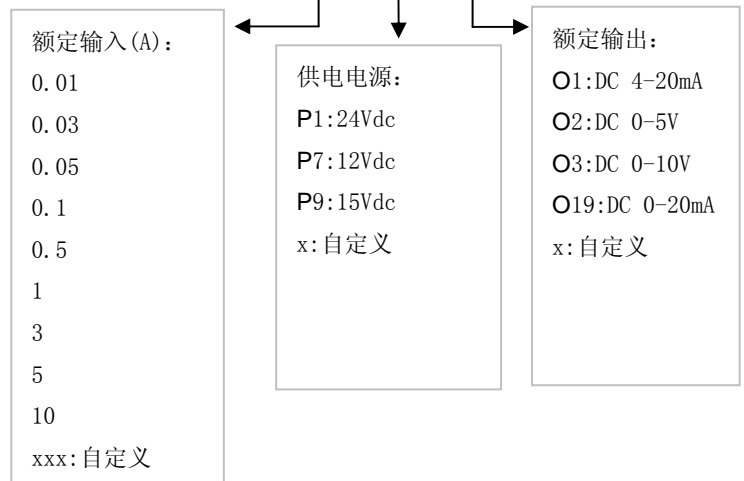 额定输入(A)：
0.01
0.03
0.05
0.1
0.5
1
3
5
10
xxx:自定义
供电电源：
P1:24Vdc
P7:12Vdc
P9:15Vdc
x:自定义
额定输出：
O1:DC 4-20mA
O2:DC 0-5V
O3:DC 0-10V
O19:DC 0-20mA
x:自定义